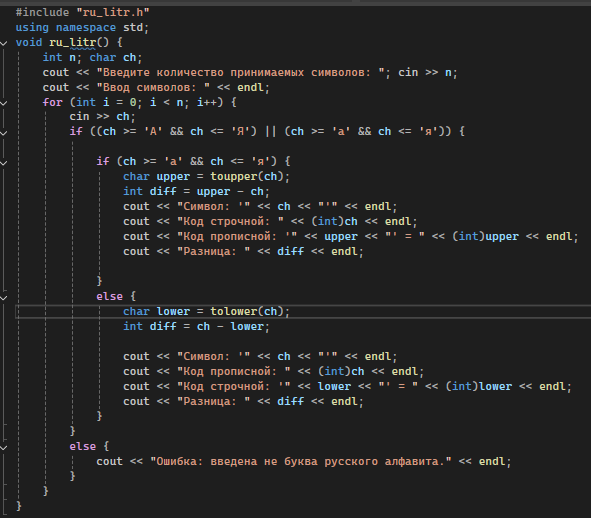 #include "ru_litr.h"
using namespace std;
void ru_litr() {
    int n; char ch;
    cout << "Введите количество принимаемых символов: "; cin >> n;
    cout << "Ввод символов: " << endl;
    for (int i = 0; i < n; i++) {
        cin >> ch;
        if ((ch >= 'А' && ch <= 'Я') || (ch >= 'а' && ch <= 'я')) {
            if (ch >= 'а' && ch <= 'я') {
                char upper = toupper(ch);
                int diff = upper - ch;
                cout << "Символ: '" << ch << "'" << endl;
                cout << "Код строчной: " << (int)ch << endl;
                cout << "Код прописной: '" << upper << "' = " << (int)upper << endl;
                cout << "Разница: " << diff << endl;
            }
            else {
                char lower = tolower(ch);
                int diff = ch - lower;
                cout << "Символ: '" << ch << "'" << endl;
                cout << "Код прописной: " << (int)ch << endl;
                cout << "Код строчной: '" << lower << "' = " << (int)lower << endl;
                cout << "Разница: " << diff << endl;
            }
        }
        else {
            cout << "Ошибка: введена не буква русского алфавита." << endl;
        }
    }
}